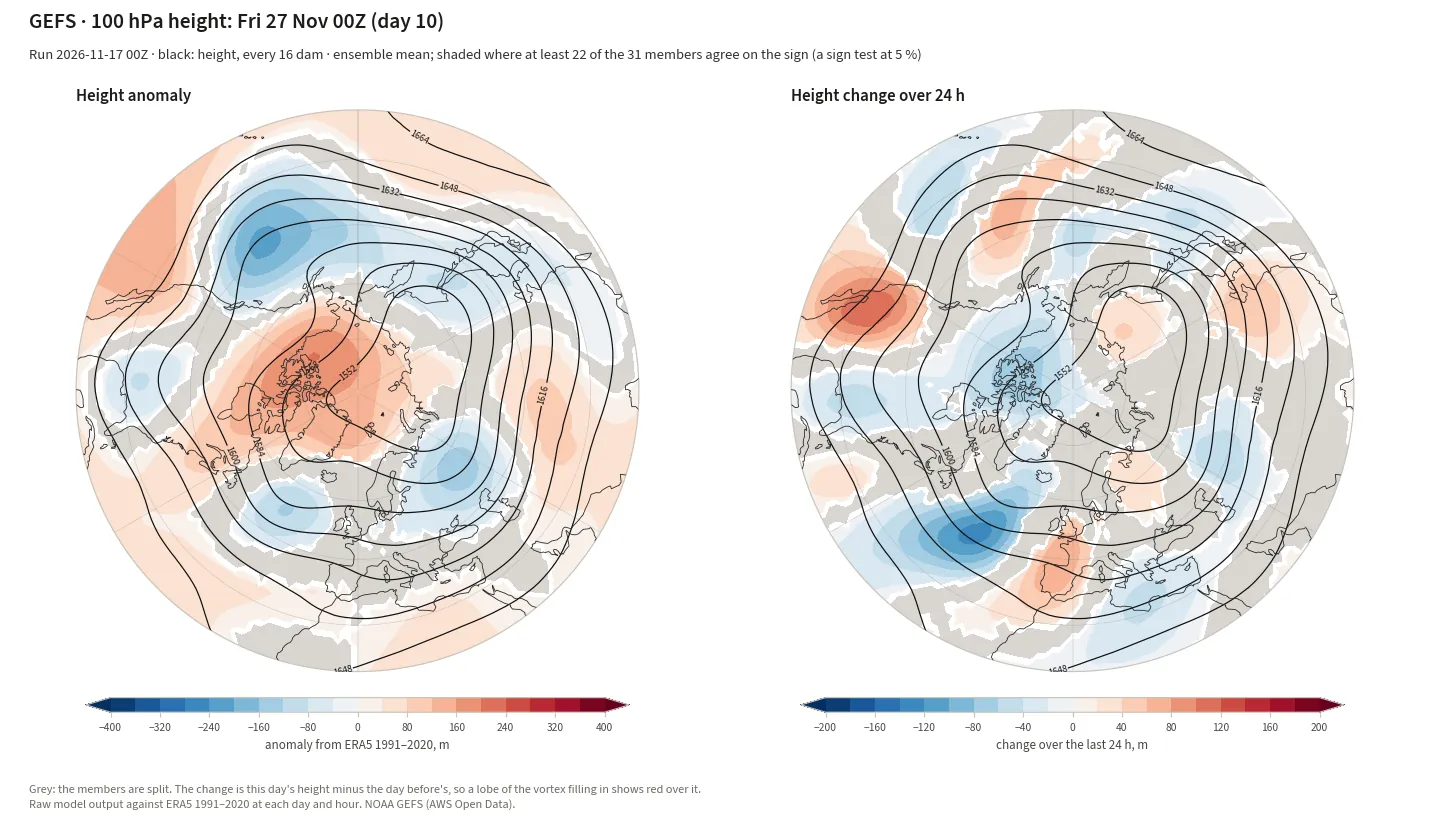 GEFS · 100 hPa height: Fri 27 Nov 00Z (day 10)
Run 2026-11-17 00Z · black: height, every 16 dam · ensemble mean; shaded where at least 22 of the 31 members agree on the sign (a sign test at 5 %)
Height anomaly
Height change over 24 h
1664
1648
1632
1552
1616
1584
1600
1648
1664
1648
1632
1552
1616
1584
1600
1648
−400 −320 −240 −160 −80 0 80 160 240 320 400
anomaly from ERA5 1991–2020, m
−200 −160 −120 −80 −40 0 40 80 120 160 200
change over the last 24 h, m
Grey: the members are split. The change is this day's height minus the day before's, so a lobe of the vortex filling in shows red over it.
Raw model output against ERA5 1991–2020 at each day and hour. NOAA GEFS (AWS Open Data).